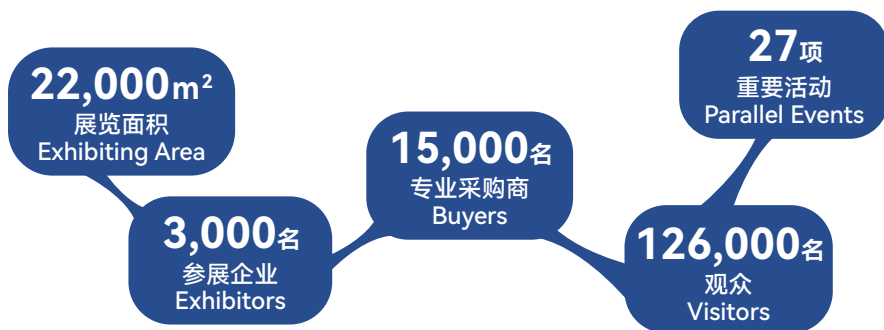 22,000m²
展览面积
Exhibiting Area
3,000名
参展企业
Exhibitors
15,000名
专业采购商
Buyers
126,000名
观众
Visitors
27项
重要活动
Parallel Events